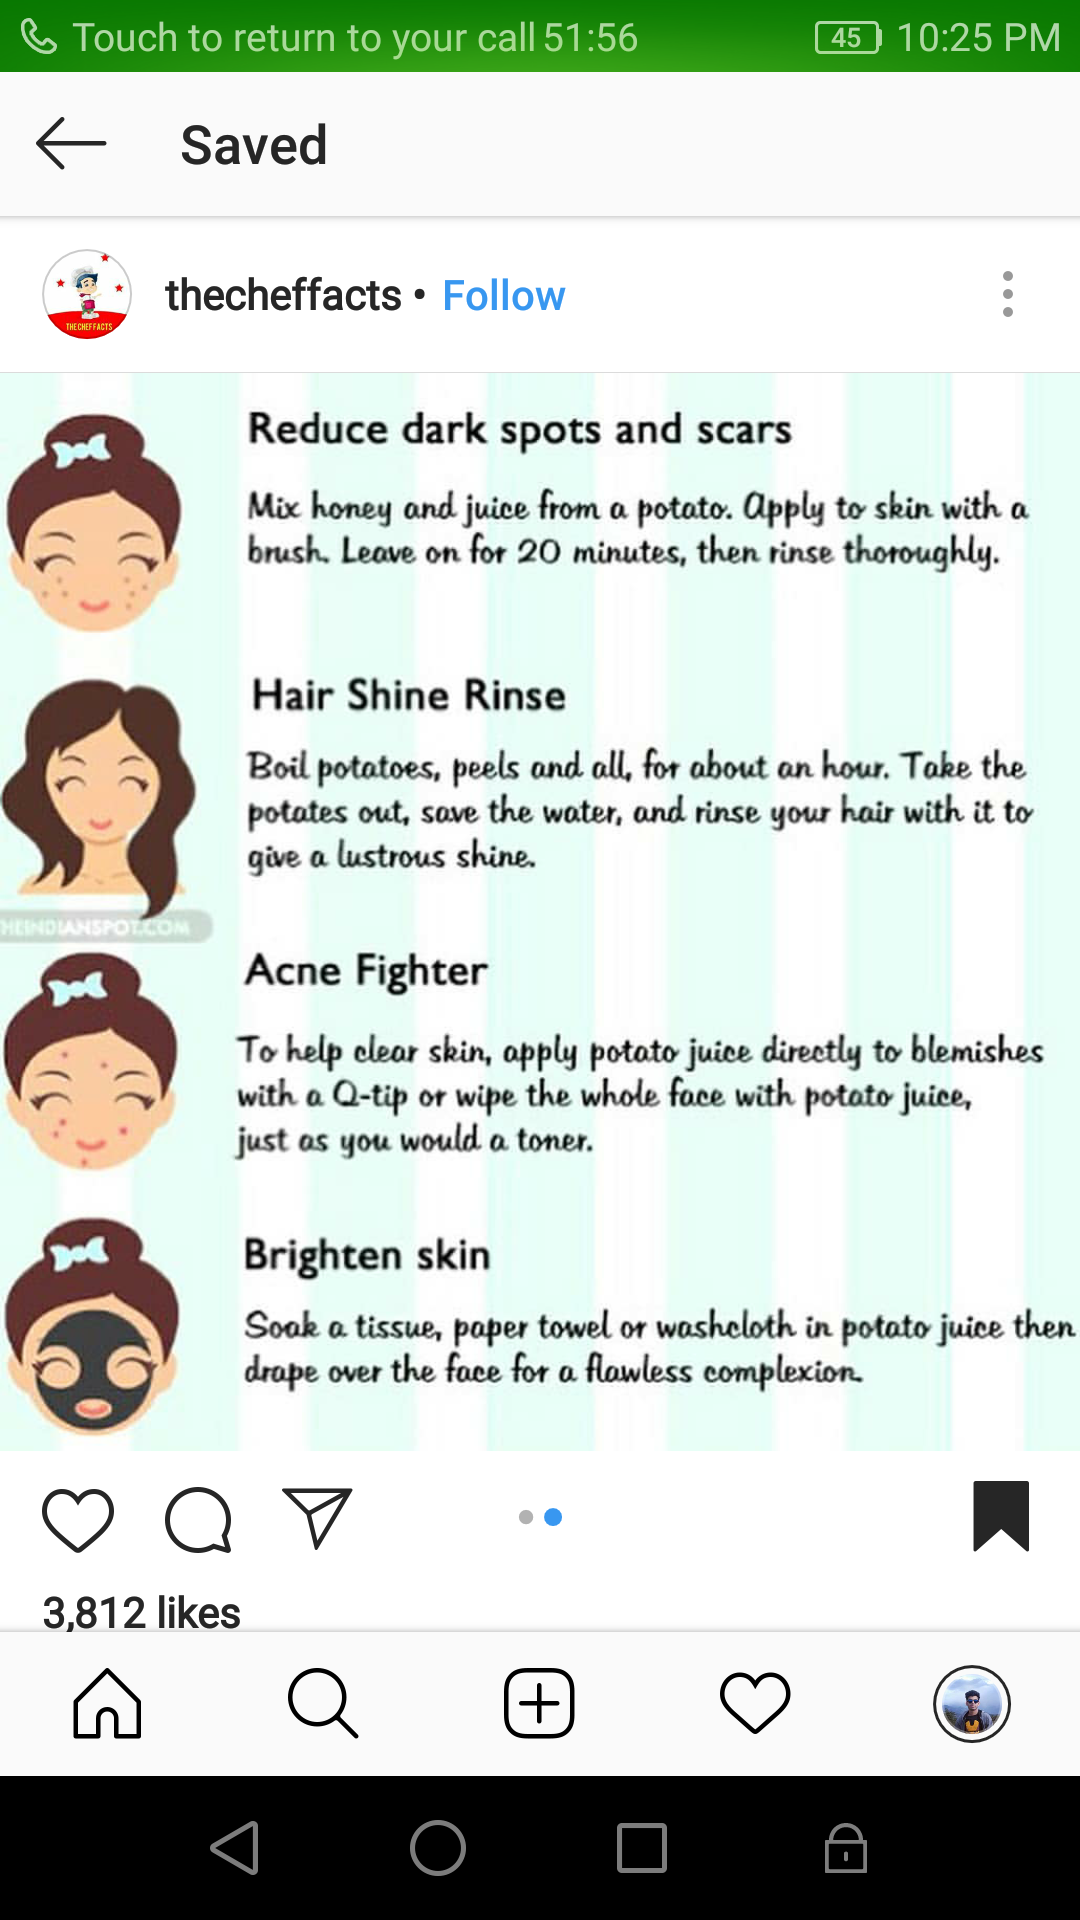 Touch to return to your call 51:56
45
10:25 PM
Saved
THECHEFFACTS
thecheffacts • Follow
Reduce dark spots and scars
Mix honey and juice from a potato. Apply to skin with a
brush. Leave on for 20 minutes, then rinse thoroughly.
Hair Shine Rinse
Boil potatoes, peels and all, for about an hour. Take the
potates out, save the water, and rinse your hair with it to
give a lustrous shine.
HEINDIANSPOT.COM
Acne Fighter
To help clear skin, apply potato juice directly to blemishes
with a Q-tip or wipe the whole face with potato juice,
just as you would a toner.
Brighten skin
Soak a tissue, paper towel or washcloth in potato juice then
drape over the face for a flawless complexion.
3,812 likes